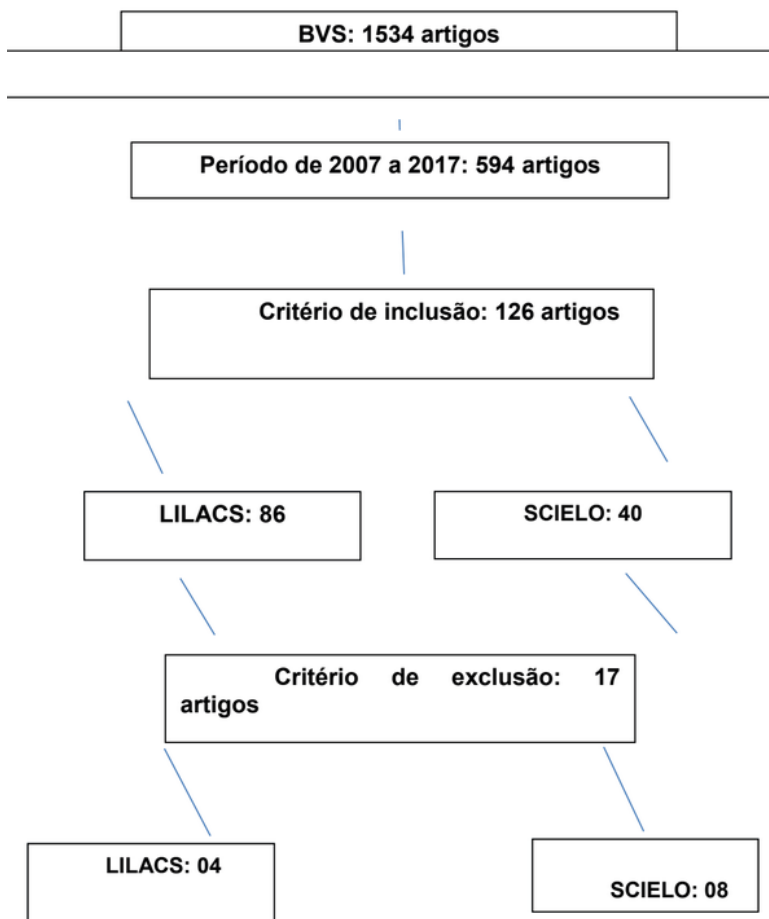 BVS: 1534 artigos
Período de 2007 a 2017: 594 artigos
Critério de inclusão: 126 artigos
LILACS: 86
SCIELO: 40
Critério de exclusão: 17
artigos
LILACS: 04
SCIELO: 08